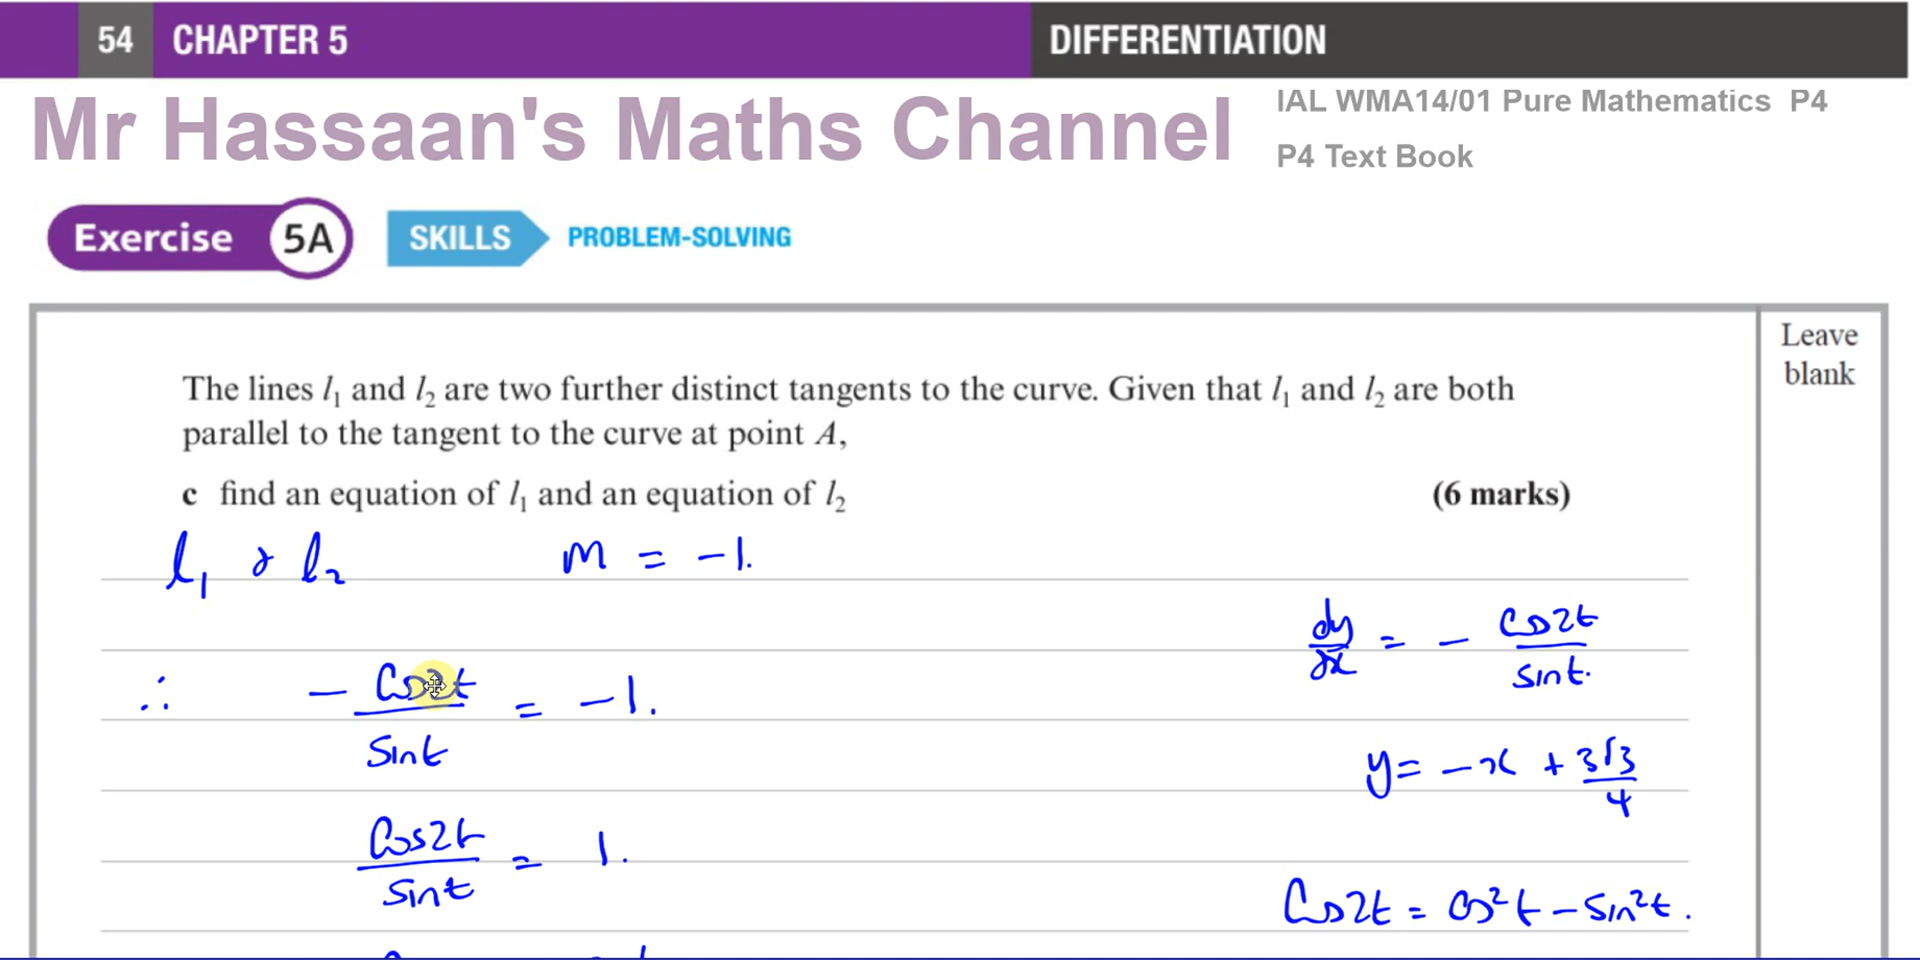 54 CHAPTER 5 DIFFERENTIATION
Mr Hassaan's Maths Channel
IAL WMA14/01 Pure Mathematics P4
P4 Text Book
Exercise 5A SKILLS PROBLEM-SOLVING
Leave
blank
The lines l₁ and l₂ are two further distinct tangents to the curve. Given that l₁ and l₂ are both
parallel to the tangent to the curve at point A,
c find an equation of l₁ and an equation of l₂ (6 marks)
l₁ & l₂ m = -1.
dy/dx = - cos2t/sint.
∴ - cos2t/sint = -1.
y = -x + 3√3/4
cos2t/sint = 1.
cos2t = cos²t - sin²t.